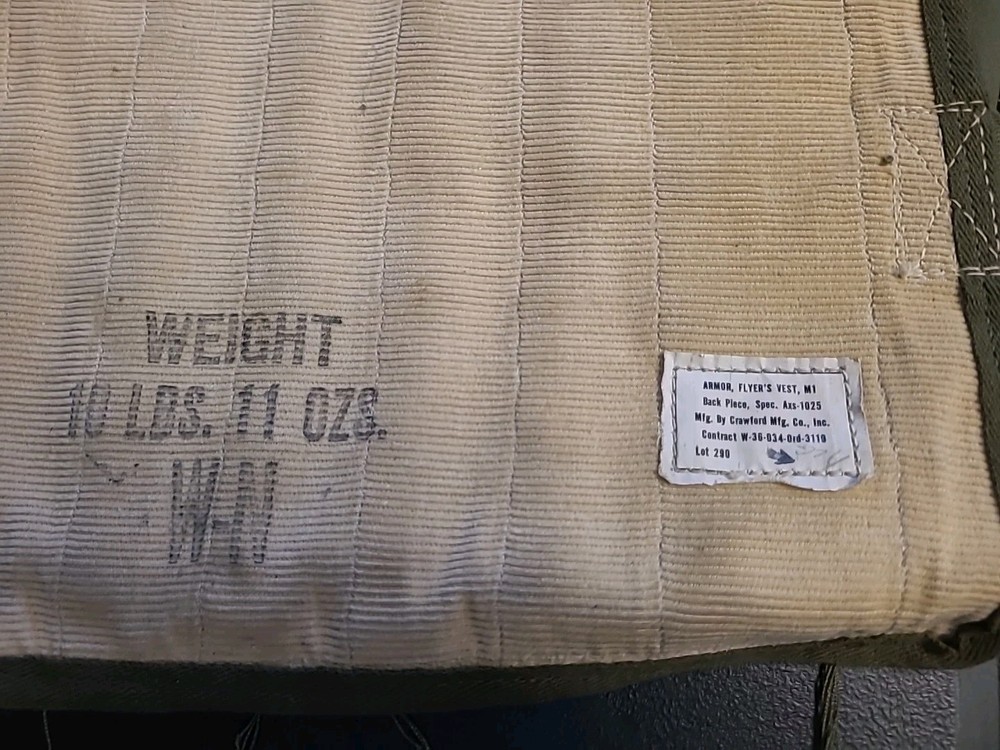 WEIGHT
10 LBS. 11 OZS.
W-N
ARMOR, FLYER'S VEST, M1
Back Piece, Spec. Axs-1025
Mfg. By Crawford Mfg. Co., Inc.
Contract W-36-034-Ord-3119
Lot 290